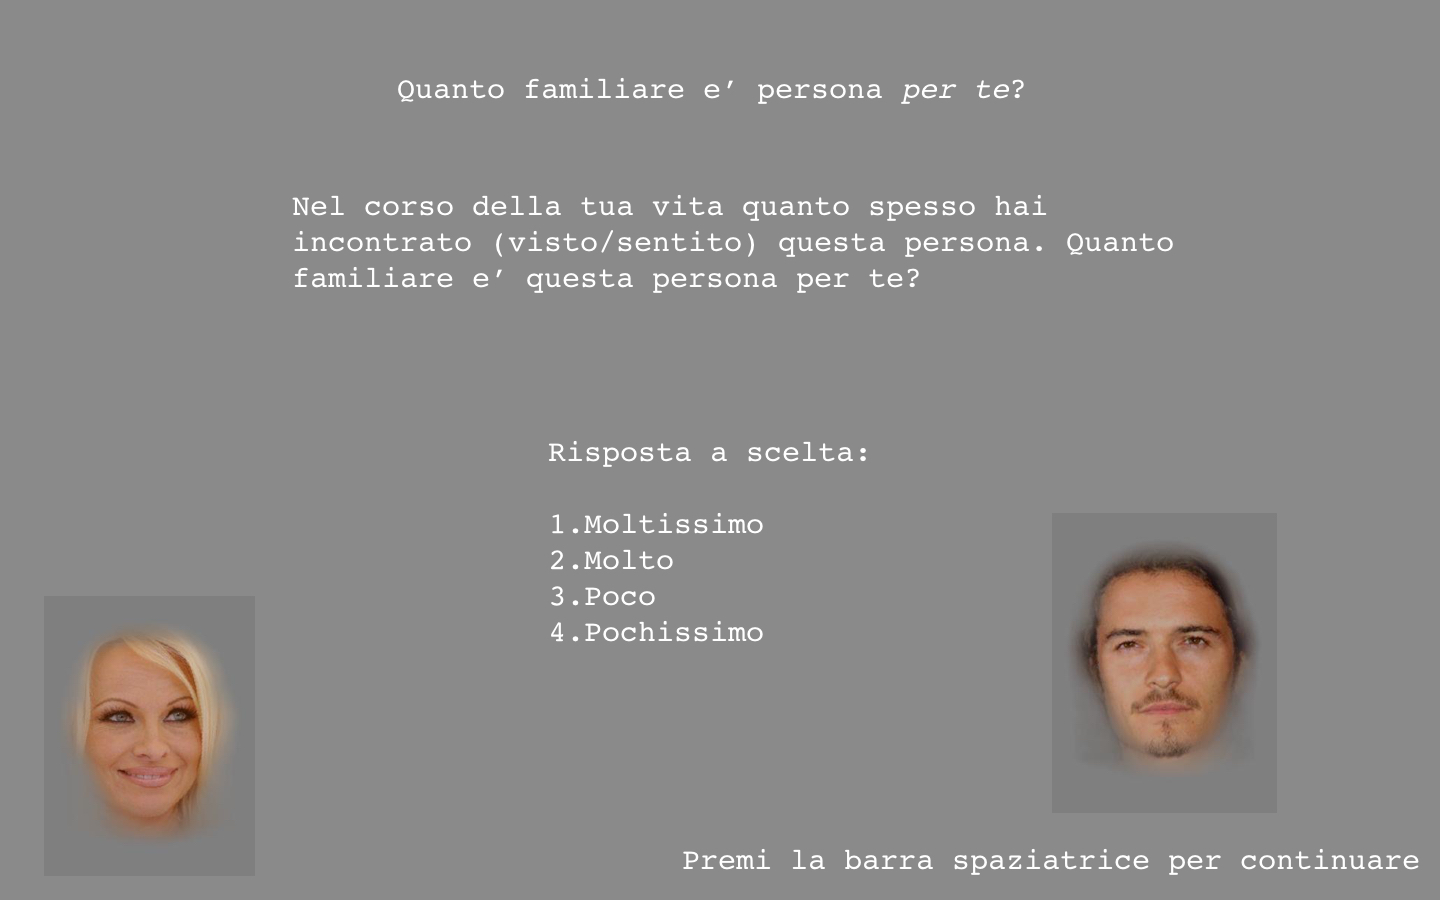 Quanto familiare e’ persona per te?
Nel corso della tua vita quanto spesso hai
incontrato (visto/sentito) questa persona. Quanto
familiare e’ questa persona per te?
Risposta a scelta:
1.Moltissimo
2.Molto
3.Poco
4.Pochissimo
Premi la barra spaziatrice per continuare